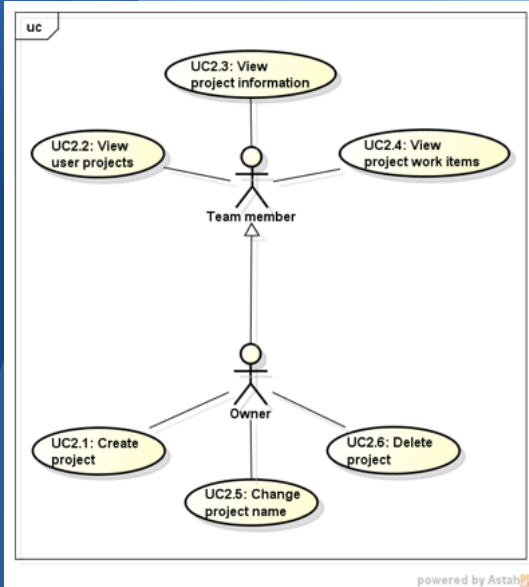 uc
UC2.3: View
project information
UC2.2: View
user projects
UC2.4: View
project work items
Team member
Owner
UC2.1: Create
project
UC2.6: Delete
project
UC2.5: Change
project name
powered by Astah